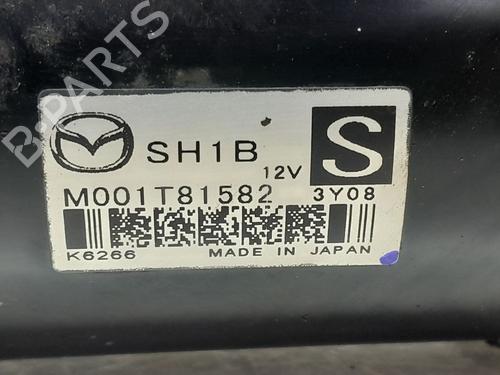 B-PARTS
SH1B
12V
S
M001T81582
3Y08
K6266
MADE IN JAPAN